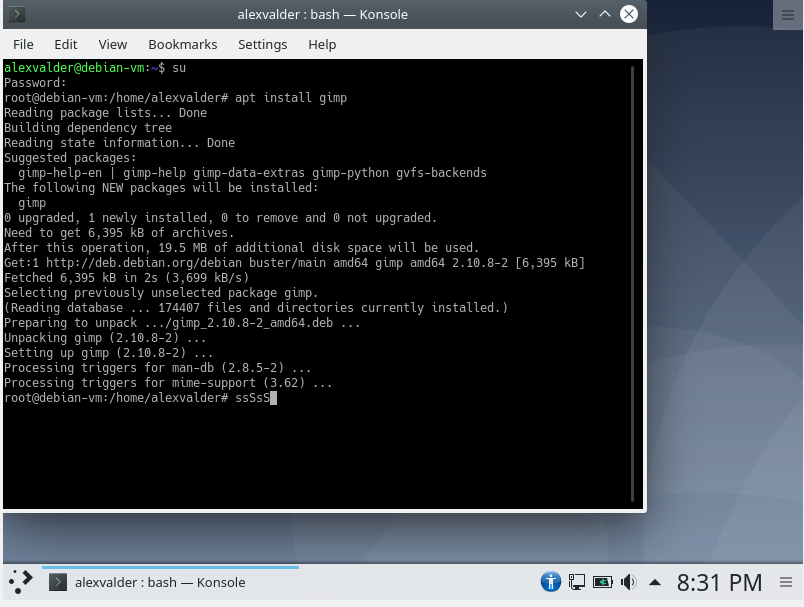 alexvalder : bash — Konsole
File Edit View Bookmarks Settings Help
alexvalder@debian-vm:~$ su
Password:
root@debian-vm:/home/alexvalder# apt install gimp
Reading package lists... Done
Building dependency tree
Reading state information... Done
Suggested packages:
  gimp-help-en | gimp-help gimp-data-extras gimp-python gvfs-backends
The following NEW packages will be installed:
  gimp
0 upgraded, 1 newly installed, 0 to remove and 0 not upgraded.
Need to get 6,395 kB of archives.
After this operation, 19.5 MB of additional disk space will be used.
Get:1 http://deb.debian.org/debian buster/main amd64 gimp amd64 2.10.8-2 [6,395 kB]
Fetched 6,395 kB in 2s (3,699 kB/s)
Selecting previously unselected package gimp.
(Reading database ... 174407 files and directories currently installed.)
Preparing to unpack .../gimp_2.10.8-2_amd64.deb ...
Unpacking gimp (2.10.8-2) ...
Setting up gimp (2.10.8-2) ...
Processing triggers for man-db (2.8.5-2) ...
Processing triggers for mime-support (3.62) ...
root@debian-vm:/home/alexvalder# ssSsS
alexvalder : bash — Konsole
8:31 PM